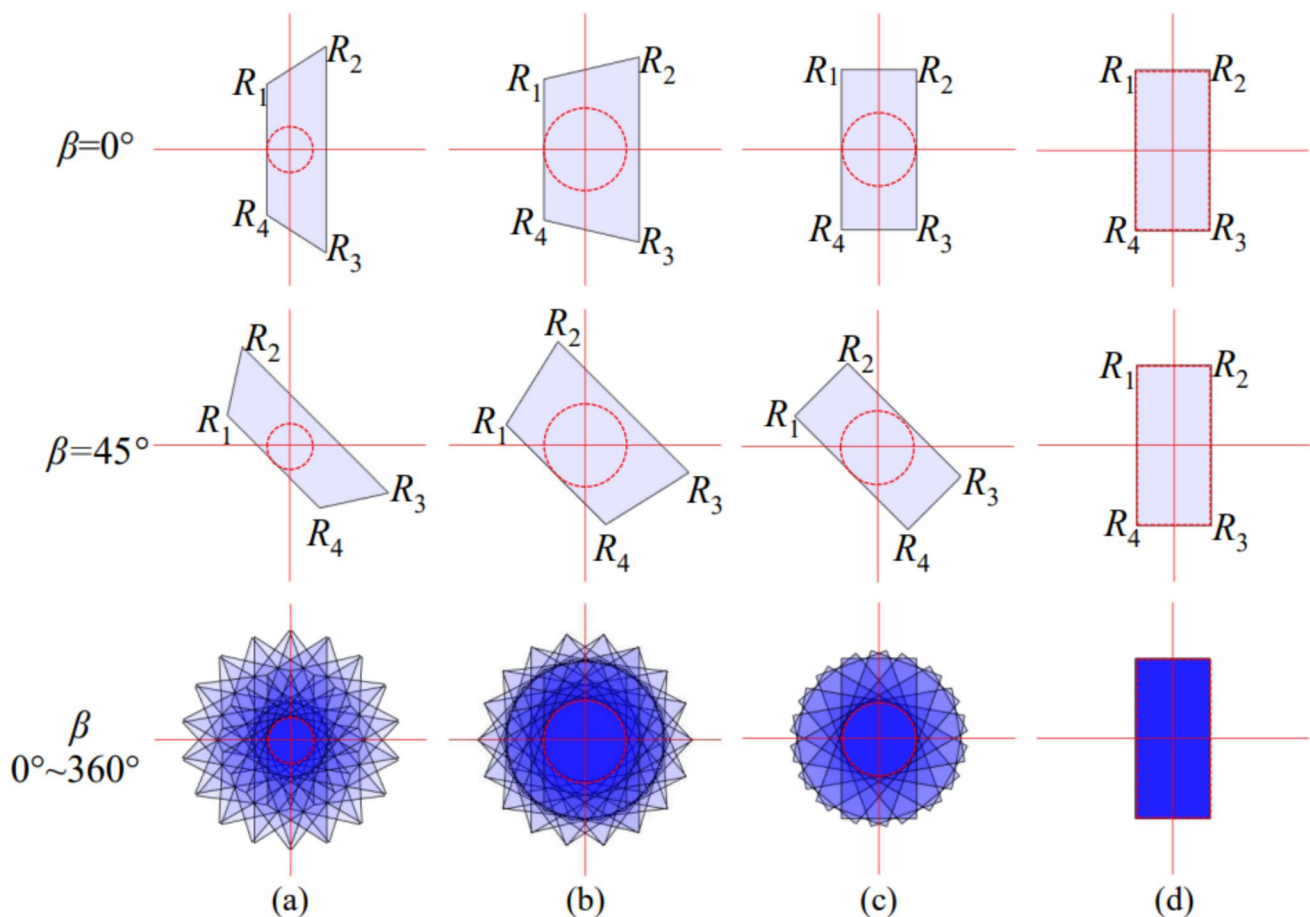 β=0°
R1 R2 R4 R3
R1 R2 R4 R3
R1 R2 R4 R3
R1 R2 R4 R3
β=45°
R2 R1 R3 R4
R2 R1 R3 R4
R2 R1 R3 R4
R1 R2 R4 R3
β
0°~360°
(a) (b) (c) (d)